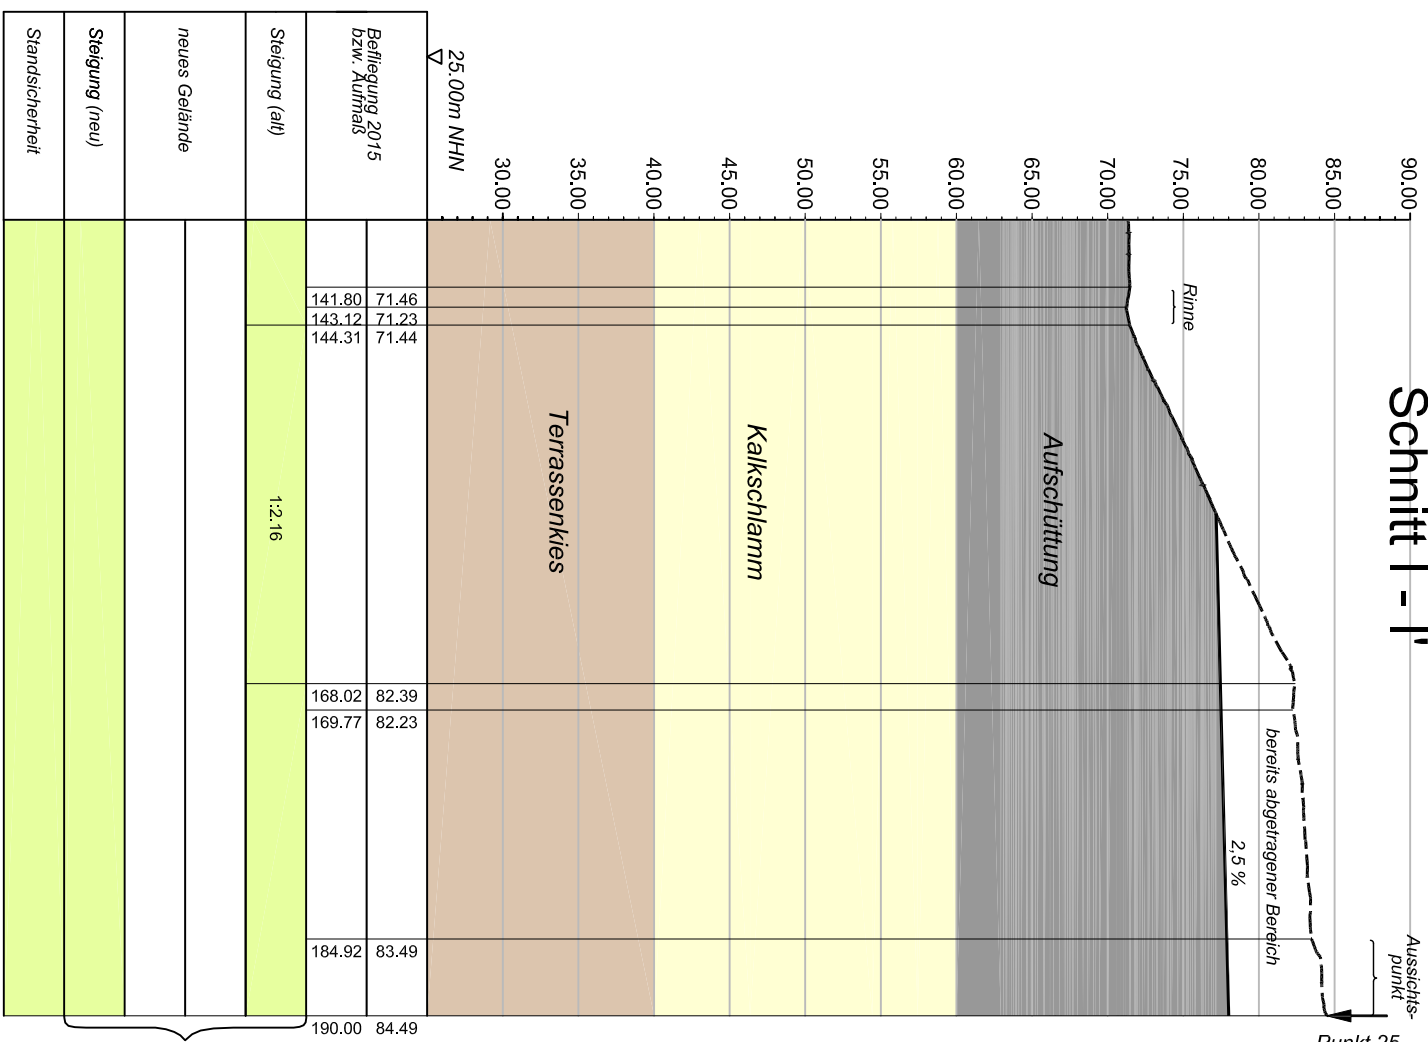 Schnitt I - I'
90.00
85.00
80.00
75.00
70.00
65.00
60.00
55.00
50.00
45.00
40.00
35.00
30.00
25.00m NHN
Rinne
Aussichts-
punkt
Punkt 25
bereits abgetragener Bereich
2,5 %
Aufschüttung
Kalkschlamm
Terrassenkies
Befliegung 2015
bzw. Aufmaß
71.46
71.23
71.44
82.39
82.23
83.49
84.49
141.80
143.12
144.31
168.02
169.77
184.92
190.00
Steigung (alt)
1:2.16
neues Gelände
Steigung (neu)
Standsicherheit